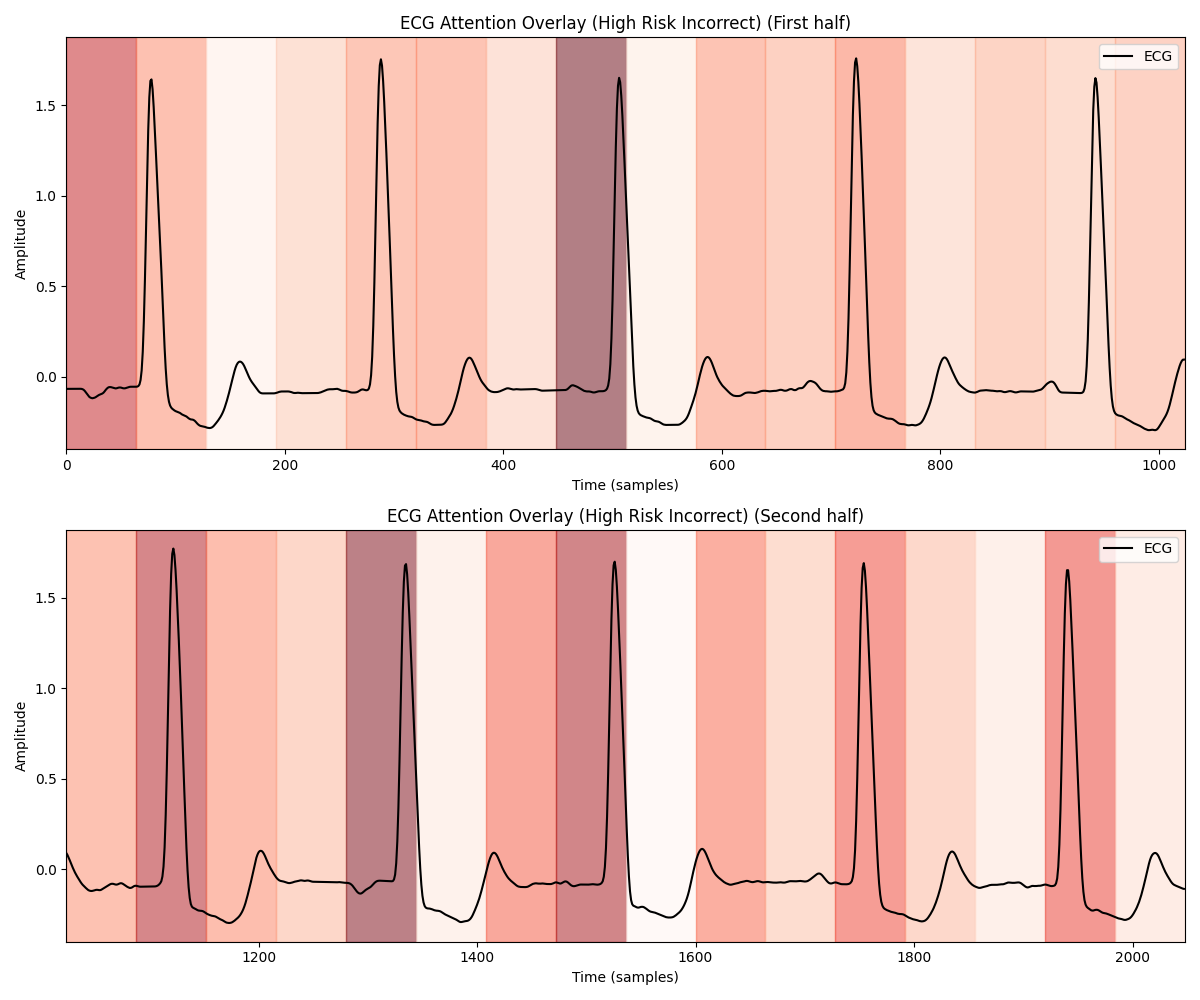 ECG Attention Overlay (High Risk Incorrect) (First half)
ECG
1.5
1.0
0.5
0.0
Amplitude
0 200 400 600 800 1000
Time (samples)
ECG Attention Overlay (High Risk Incorrect) (Second half)
ECG
1.5
1.0
0.5
0.0
Amplitude
1200 1400 1600 1800 2000
Time (samples)